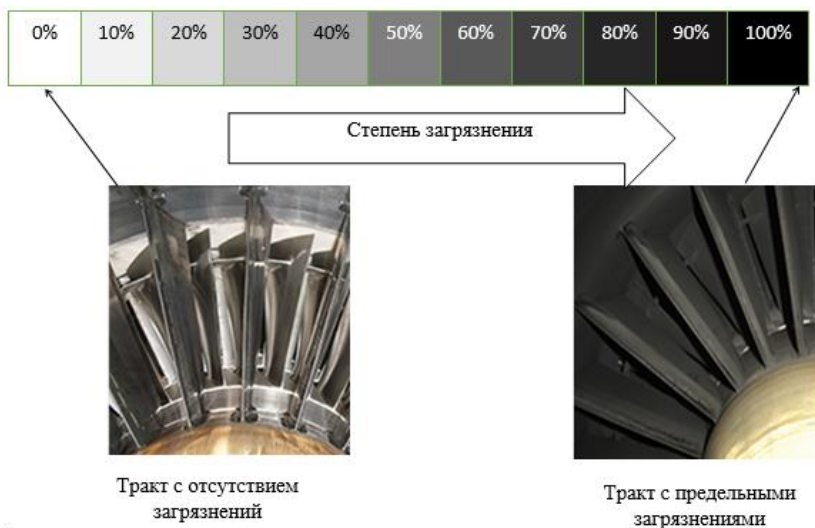 0% 10% 20% 30% 40% 50% 60% 70% 80% 90% 100%
Степень загрязнения
Тракт с отсутствием
загрязнений
Тракт с предельными
загрязнениями